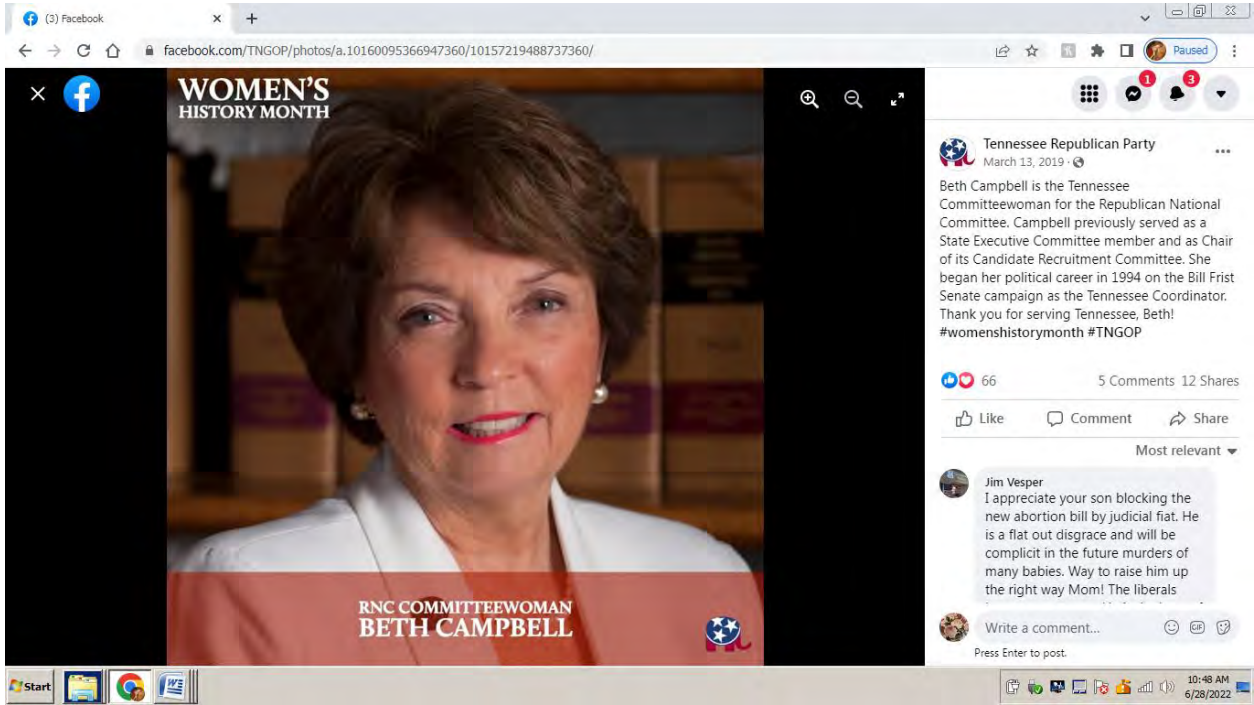 (3) Facebook
facebook.com/TNGOP/photos/a.10160095366947360/10157219488737360/
Paused
WOMEN'S
HISTORY MONTH
1
3
Tennessee Republican Party
March 13, 2019
Beth Campbell is the Tennessee
Committeewoman for the Republican National
Committee. Campbell previously served as a
State Executive Committee member and as Chair
of its Candidate Recruitment Committee. She
began her political career in 1994 on the Bill Frist
Senate campaign as the Tennessee Coordinator.
Thank you for serving Tennessee, Beth!
#womenshistorymonth #TNGOP
66
5 Comments 12 Shares
Like Comment Share
Most relevant
Jim Vesper
I appreciate your son blocking the
new abortion bill by judicial fiat. He
is a flat out disgrace and will be
complicit in the future murders of
many babies. Way to raise him up
the right way Mom! The liberals
RNC COMMITTEEWOMAN
BETH CAMPBELL
Write a comment...
GIF
Press Enter to post.
Start
10:48 AM
6/28/2022